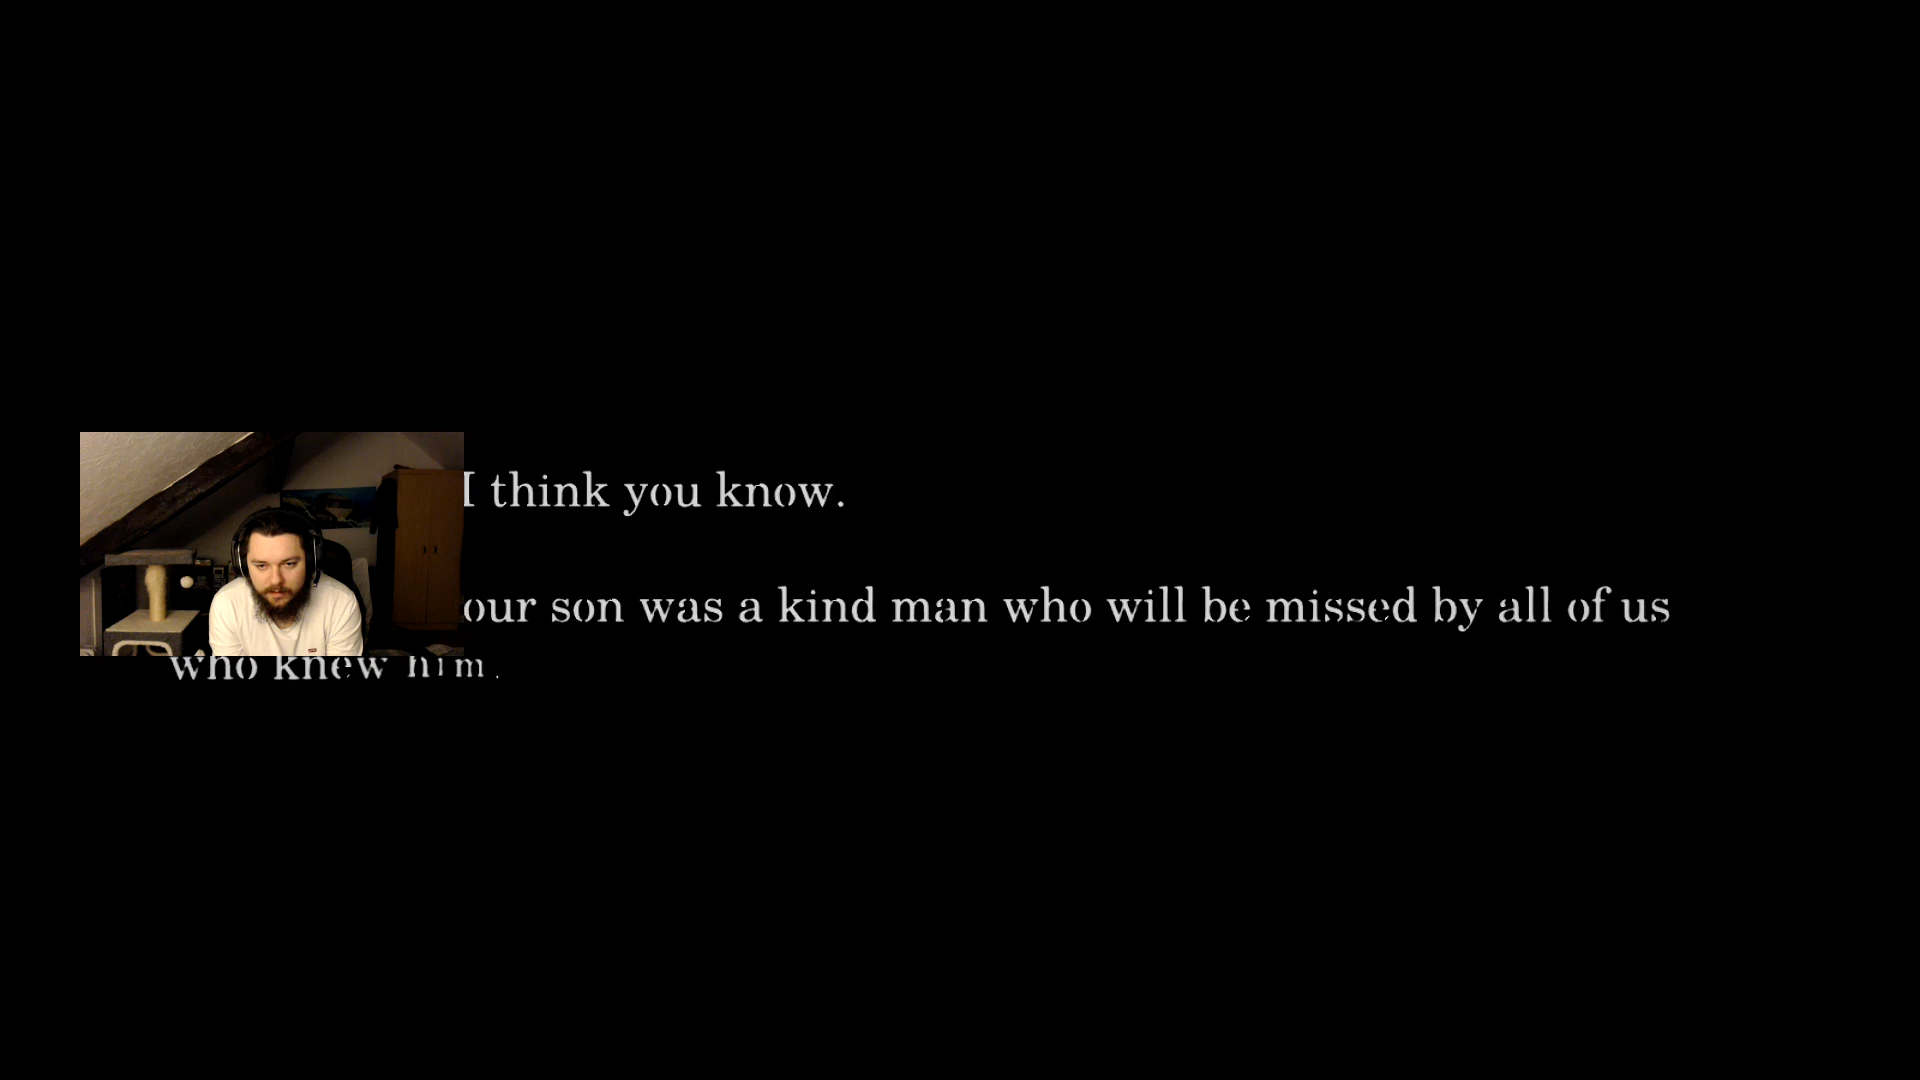 I think you know.
our son was a kind man who will be missed by all of us
who knew him.